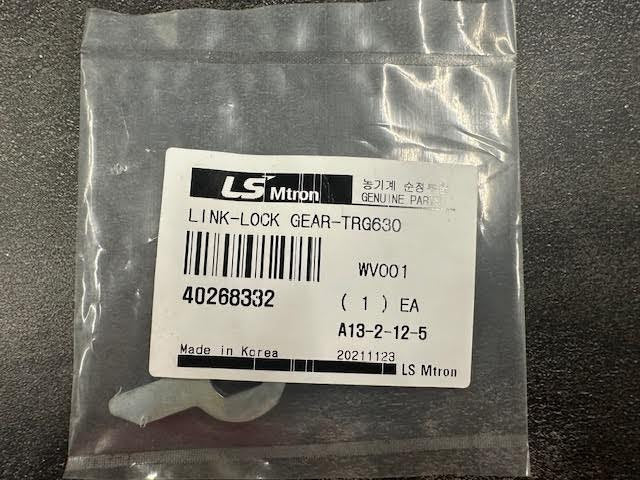 LS Mtron
농기계 순정부품
GENUINE PARTS
LINK-LOCK GEAR-TRG630
WV001
40268332
( 1 ) EA
A13-2-12-5
Made in Korea
20211123
LS Mtron